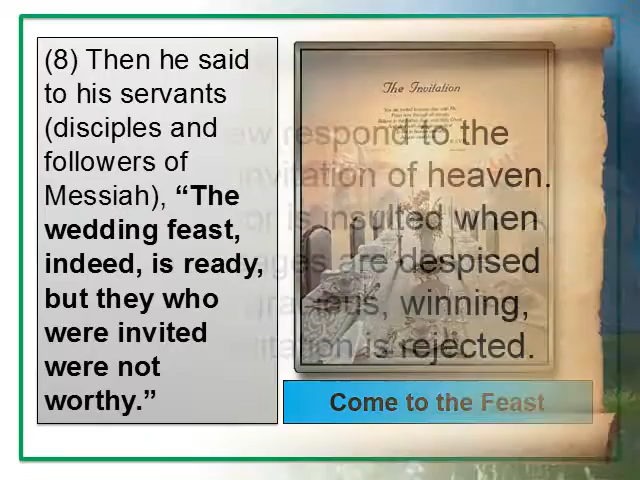 (8) Then he said
to his servants
(disciples and
followers of
Messiah), “The
wedding feast,
indeed, is ready,
but they who
were invited
were not
worthy.”
The Invitation
respond to the
invitation of heaven.
is insulted when
are despised
winning,
is rejected.
Come to the Feast